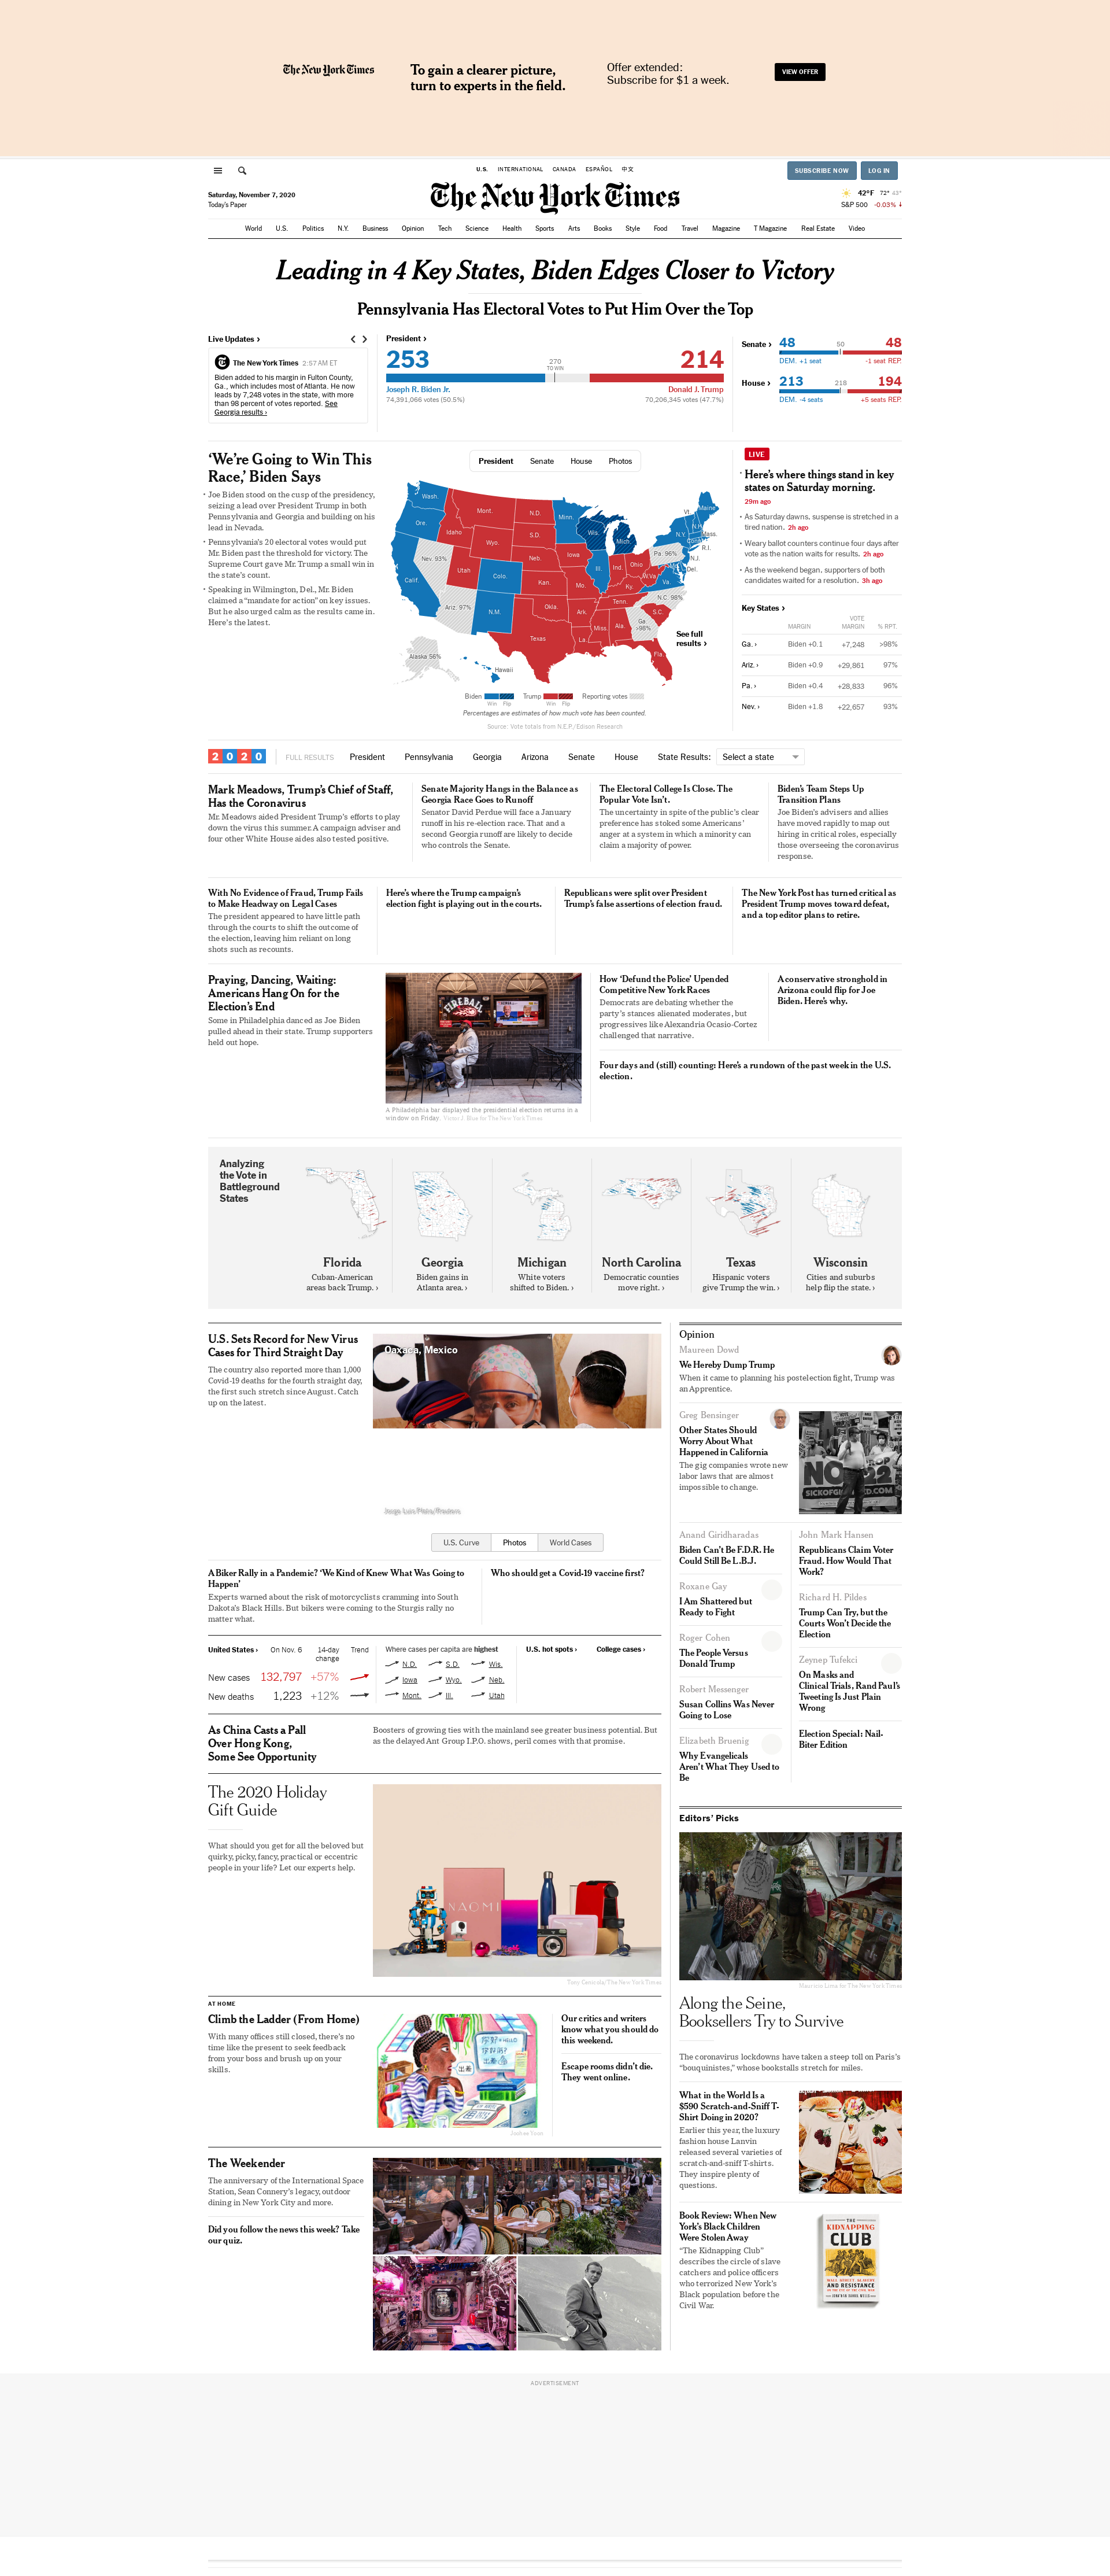 The New York Times
To gain a clearer picture,
turn to experts in the field.
Offer extended:
Subscribe for $1 a week.
VIEW OFFER
U.S.
INTERNATIONAL
CANADA
ESPAÑOL
中文
SUBSCRIBE NOW
LOG IN
Saturday, November 7, 2020
Today's Paper
The New York Times
42°F 72° 43°
S&P 500 -0.03% ↓
World U.S. Politics N.Y. Business Opinion Tech Science Health Sports Arts Books Style Food Travel Magazine T Magazine Real Estate Video
Leading in 4 Key States, Biden Edges Closer to Victory
Pennsylvania Has Electoral Votes to Put Him Over the Top
Live Updates ›
The New York Times 2:57 AM ET
Biden added to his margin in Fulton County,
Ga., which includes most of Atlanta. He now
leads by 7,248 votes in the state, with more
than 98 percent of votes reported. See
Georgia results ›
President ›
253
270
TO WIN
214
Joseph R. Biden Jr.
Donald J. Trump
74,391,066 votes (50.5%)
70,206,345 votes (47.7%)
Senate ›
48
50
48
DEM. +1 seat
-1 seat REP.
House ›
213
218
194
DEM. -4 seats
+5 seats REP.
‘We’re Going to Win This
Race,’ Biden Says
Joe Biden stood on the cusp of the presidency,
seizing a lead over President Trump in both
Pennsylvania and Georgia and building on his
lead in Nevada.
Pennsylvania’s 20 electoral votes would put
Mr. Biden past the threshold for victory. The
Supreme Court gave Mr. Trump a small win in
the state’s count.
Speaking in Wilmington, Del., Mr. Biden
claimed a “mandate for action” on key issues.
But he also urged calm as the results came in.
Here’s the latest.
President Senate House Photos
Wash.
Ore.
Calif.
Nev. 93%
Idaho
Mont.
Wyo.
Utah
Ariz. 97%
Colo.
N.M.
N.D.
S.D.
Neb.
Kan.
Okla.
Texas
Minn.
Iowa
Mo.
Ark.
La.
Wis.
Ill.
Mich.
Ind.
Ohio
Ky.
Tenn.
Miss.
Ala.
Ga.
>98%
Fla.
S.C.
N.C. 98%
Va.
W.Va.
Pa. 96%
N.Y.
Vt.
Maine
N.H.
Mass.
Conn.
R.I.
N.J.
Del.
Alaska 56%
Hawaii
See full
results ›
Biden Trump Reporting votes
Win Flip Win Flip
Percentages are estimates of how much vote has been counted.
Source: Vote totals from N.E.P./Edison Research
LIVE
Here’s where things stand in key
states on Saturday morning.
29m ago
As Saturday dawns, suspense is stretched in a
tired nation. 2h ago
Weary ballot counters continue four days after
vote as the nation waits for results. 2h ago
As the weekend began, supporters of both
candidates waited for a resolution. 3h ago
Key States ›
MARGIN
VOTE
MARGIN
% RPT.
Ga. › Biden +0.1 +7,248 >98%
Ariz. › Biden +0.9 +29,861 97%
Pa. › Biden +0.4 +28,833 96%
Nev. › Biden +1.8 +22,657 93%
2020
FULL RESULTS President Pennsylvania Georgia Arizona Senate House State Results: Select a state
Mark Meadows, Trump’s Chief of Staff,
Has the Coronavirus
Mr. Meadows aided President Trump’s efforts to play
down the virus this summer. A campaign adviser and
four other White House aides also tested positive.
Senate Majority Hangs in the Balance as
Georgia Race Goes to Runoff
Senator David Perdue will face a January
runoff in his re-election race. That and a
second Georgia runoff are likely to decide
who controls the Senate.
The Electoral College Is Close. The
Popular Vote Isn’t.
The uncertainty in spite of the public’s clear
preference has stoked some Americans’
anger at a system in which a minority can
claim a majority of power.
Biden’s Team Steps Up
Transition Plans
Joe Biden’s advisers and allies
have moved rapidly to map out
hiring in critical roles, especially
those overseeing the coronavirus
response.
With No Evidence of Fraud, Trump Fails
to Make Headway on Legal Cases
The president appeared to have little path
through the courts to shift the outcome of
the election, leaving him reliant on long
shots such as recounts.
Here’s where the Trump campaign’s
election fight is playing out in the courts.
Republicans were split over President
Trump’s false assertions of election fraud.
The New York Post has turned critical as
President Trump moves toward defeat,
and a top editor plans to retire.
Praying, Dancing, Waiting:
Americans Hang On for the
Election’s End
Some in Philadelphia danced as Joe Biden
pulled ahead in their state. Trump supporters
held out hope.
FIREBALL
A Philadelphia bar displayed the presidential election returns in a
window on Friday. Victor J. Blue for The New York Times
How ‘Defund the Police’ Upended
Competitive New York Races
Democrats are debating whether the
party’s stances alienated moderates, but
progressives like Alexandria Ocasio-Cortez
challenged that narrative.
A conservative stronghold in
Arizona could flip for Joe
Biden. Here’s why.
Four days and (still) counting: Here’s a rundown of the past week in the U.S.
election.
Analyzing
the Vote in
Battleground
States
Florida
Cuban-American
areas back Trump. ›
Georgia
Biden gains in
Atlanta area. ›
Michigan
White voters
shifted to Biden. ›
North Carolina
Democratic counties
move right. ›
Texas
Hispanic voters
give Trump the win. ›
Wisconsin
Cities and suburbs
help flip the state. ›
U.S. Sets Record for New Virus
Cases for Third Straight Day
The country also reported more than 1,000
Covid-19 deaths for the fourth straight day,
the first such stretch since August. Catch
up on the latest.
Oaxaca, Mexico
Jorge Luis Plata/Reuters
U.S. Curve Photos World Cases
A Biker Rally in a Pandemic? ‘We Kind of Knew What Was Going to
Happen’
Experts warned about the risk of motorcyclists cramming into South
Dakota’s Black Hills. But bikers were coming to the Sturgis rally no
matter what.
Who should get a Covid-19 vaccine first?
United States › On Nov. 6 14-day
change Trend
New cases 132,797 +57%
New deaths 1,223 +12%
Where cases per capita are highest
N.D. S.D. Wis.
Iowa Wyo. Neb.
Mont. Ill. Utah
U.S. hot spots ›
College cases ›
As China Casts a Pall
Over Hong Kong,
Some See Opportunity
Boosters of growing ties with the mainland see greater business potential. But
as the delayed Ant Group I.P.O. shows, peril comes with that promise.
The 2020 Holiday
Gift Guide
What should you get for all the beloved but
quirky, picky, fancy, practical or eccentric
people in your life? Let our experts help.
NAOMI
Tony Cenicola/The New York Times
AT HOME
Climb the Ladder (From Home)
With many offices still closed, there’s no
time like the present to seek feedback
from your boss and brush up on your
skills.
Our critics and writers
know what you should do
this weekend.
Escape rooms didn’t die.
They went online.
The Weekender
The anniversary of the International Space
Station, Sean Connery’s legacy, outdoor
dining in New York City and more.
Did you follow the news this week? Take
our quiz.
Opinion
Maureen Dowd
We Hereby Dump Trump
When it came to planning his postelection fight, Trump was
an Apprentice.
Greg Bensinger
Other States Should
Worry About What
Happened in California
The gig companies wrote new
labor laws that are almost
impossible to change.
Anand Giridharadas
Biden Can’t Be F.D.R. He
Could Still Be L.B.J.
Roxane Gay
I Am Shattered but
Ready to Fight
Roger Cohen
The People Versus
Donald Trump
Robert Messenger
Susan Collins Was Never
Going to Lose
Elizabeth Bruenig
Why Evangelicals
Aren’t What They Used to
Be
John Mark Hansen
Republicans Claim Voter
Fraud. How Would That
Work?
Richard H. Pildes
Trump Can Try, but the
Courts Won’t Decide the
Election
Zeynep Tufekci
On Masks and
Clinical Trials, Rand Paul’s
Tweeting Is Just Plain
Wrong
Election Special: Nail-
Biter Edition
Editors’ Picks
Mauricio Lima for The New York Times
Along the Seine,
Booksellers Try to Survive
The coronavirus lockdowns have taken a steep toll on Paris’s
“bouquinistes,” whose bookstalls stretch for miles.
What in the World Is a
$590 Scratch-and-Sniff T-
Shirt Doing in 2020?
Earlier this year, the luxury
fashion house Lanvin
released several varieties of
scratch-and-sniff T-shirts.
They inspire plenty of
questions.
Book Review: When New
York’s Black Children
Were Stolen Away
“The Kidnapping Club”
describes the circle of slave
catchers and police officers
who terrorized New York’s
Black population before the
Civil War.
THE
KIDNAPPING
CLUB
AND RESISTANCE
ADVERTISEMENT